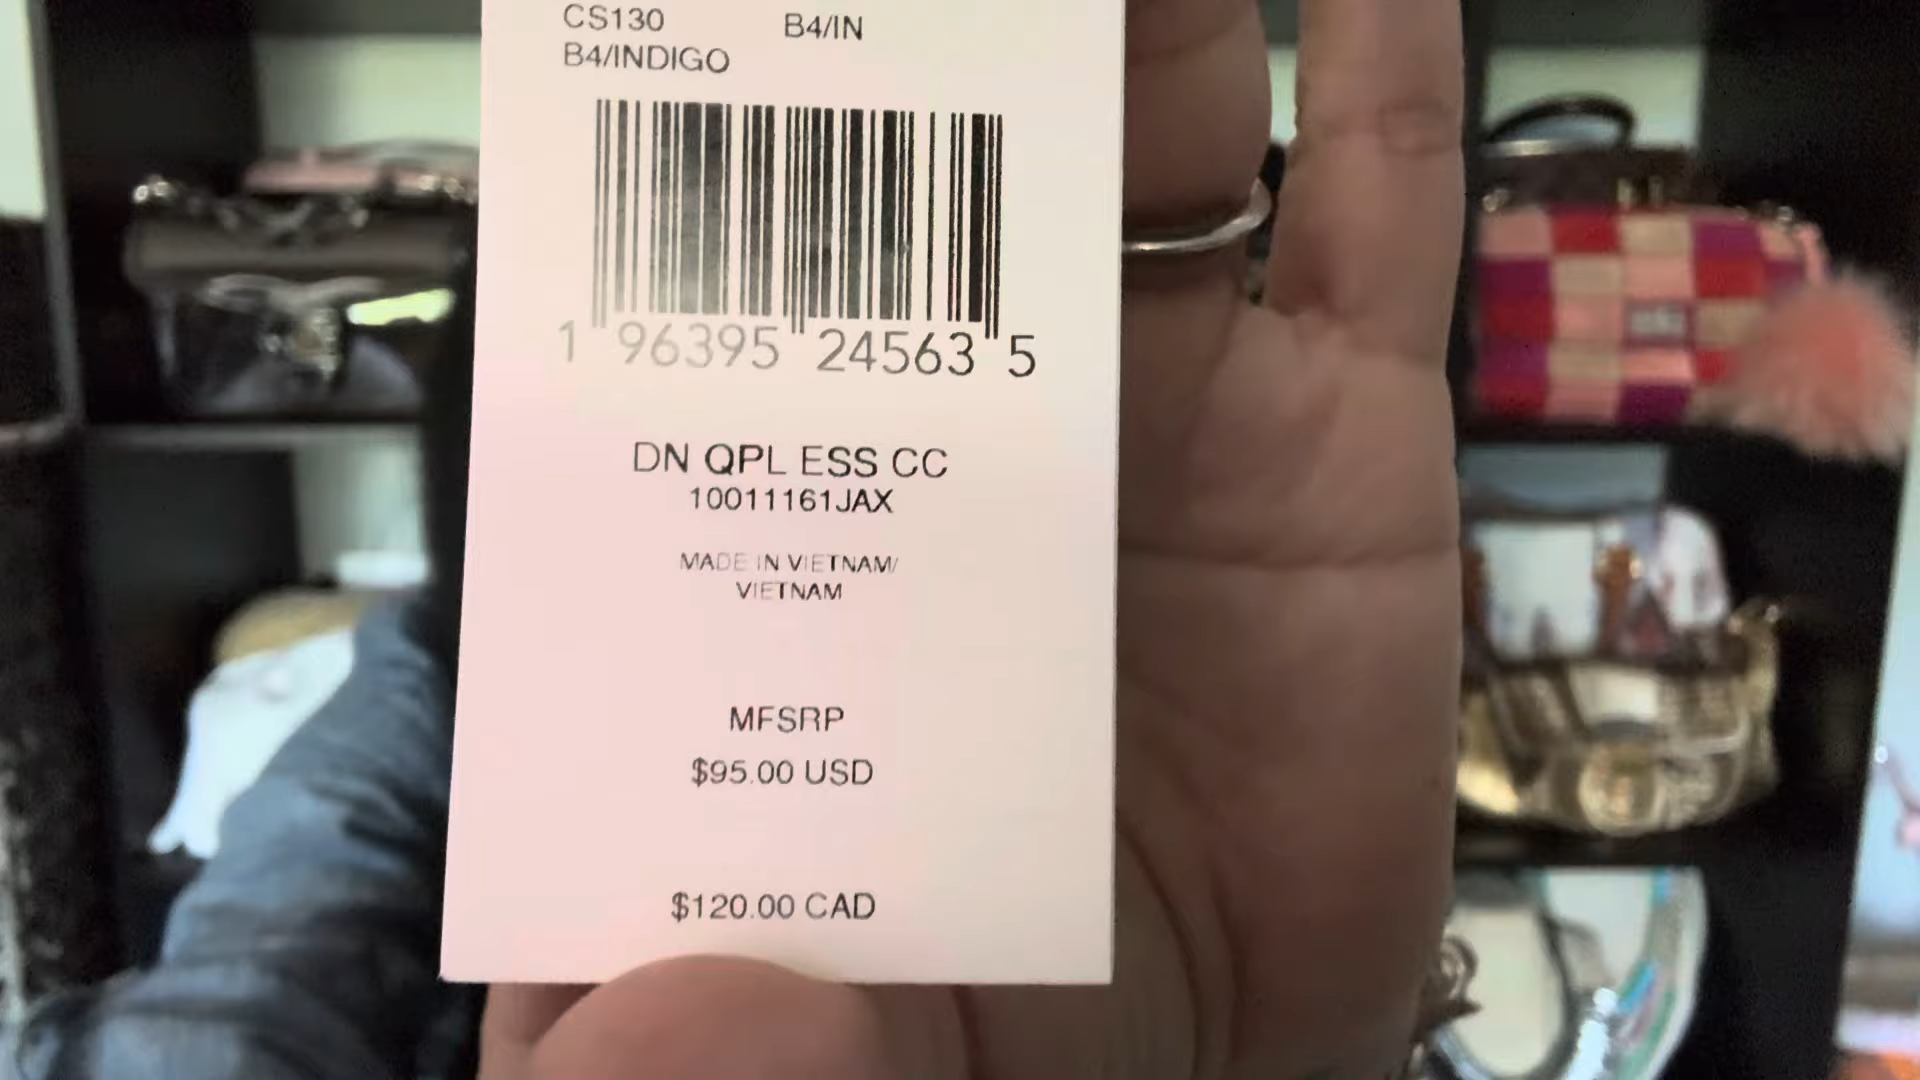 CS130 B4/IN
B4/INDIGO
1 96395 24563 5
DN QPL ESS CC
10011161JAX
MADE IN VIETNAM/
VIETNAM
MFSRP
$95.00 USD
$120.00 CAD